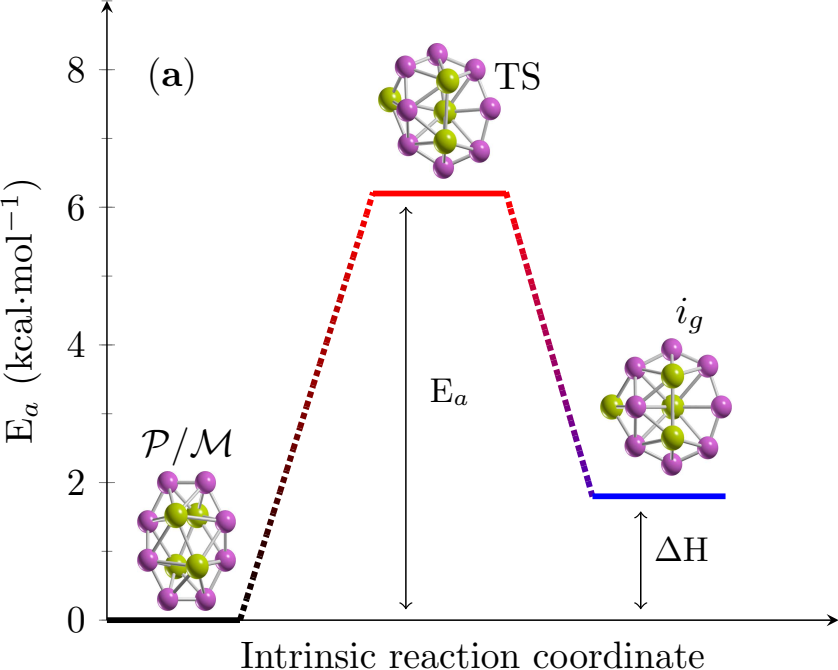 (a)
TS
8
6
4
2
0
E_a (kcal·mol⁻¹)
i_g
E_a
𝒫/ℳ
ΔH
Intrinsic reaction coordinate